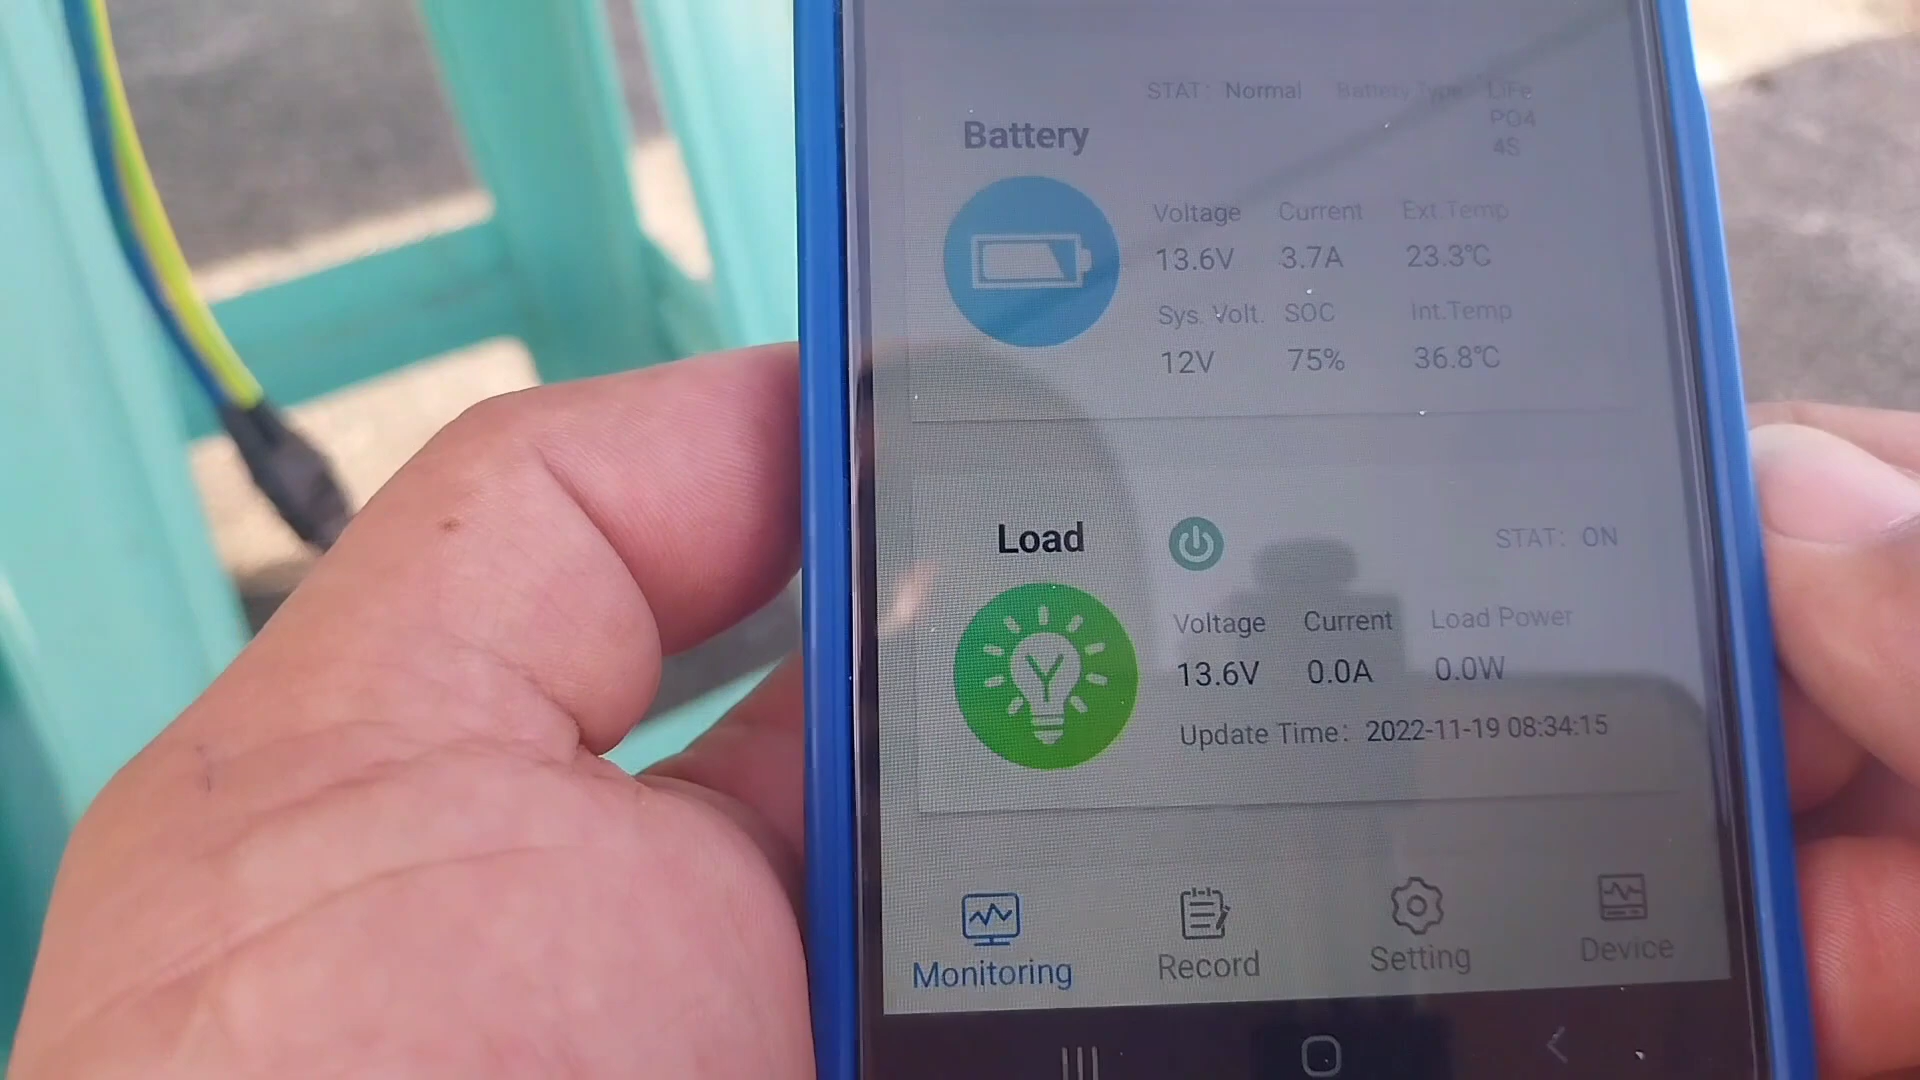 STAT: Normal Battery Type LiFe
PO4
4S
Battery
Voltage Current Ext.Temp
13.6V 3.7A 23.3℃
Sys. Volt. SOC Int.Temp
12V 75% 36.8℃
Load STAT: ON
Voltage Current Load Power
13.6V 0.0A 0.0W
Update Time: 2022-11-19 08:34:15
Monitoring Record Setting Device